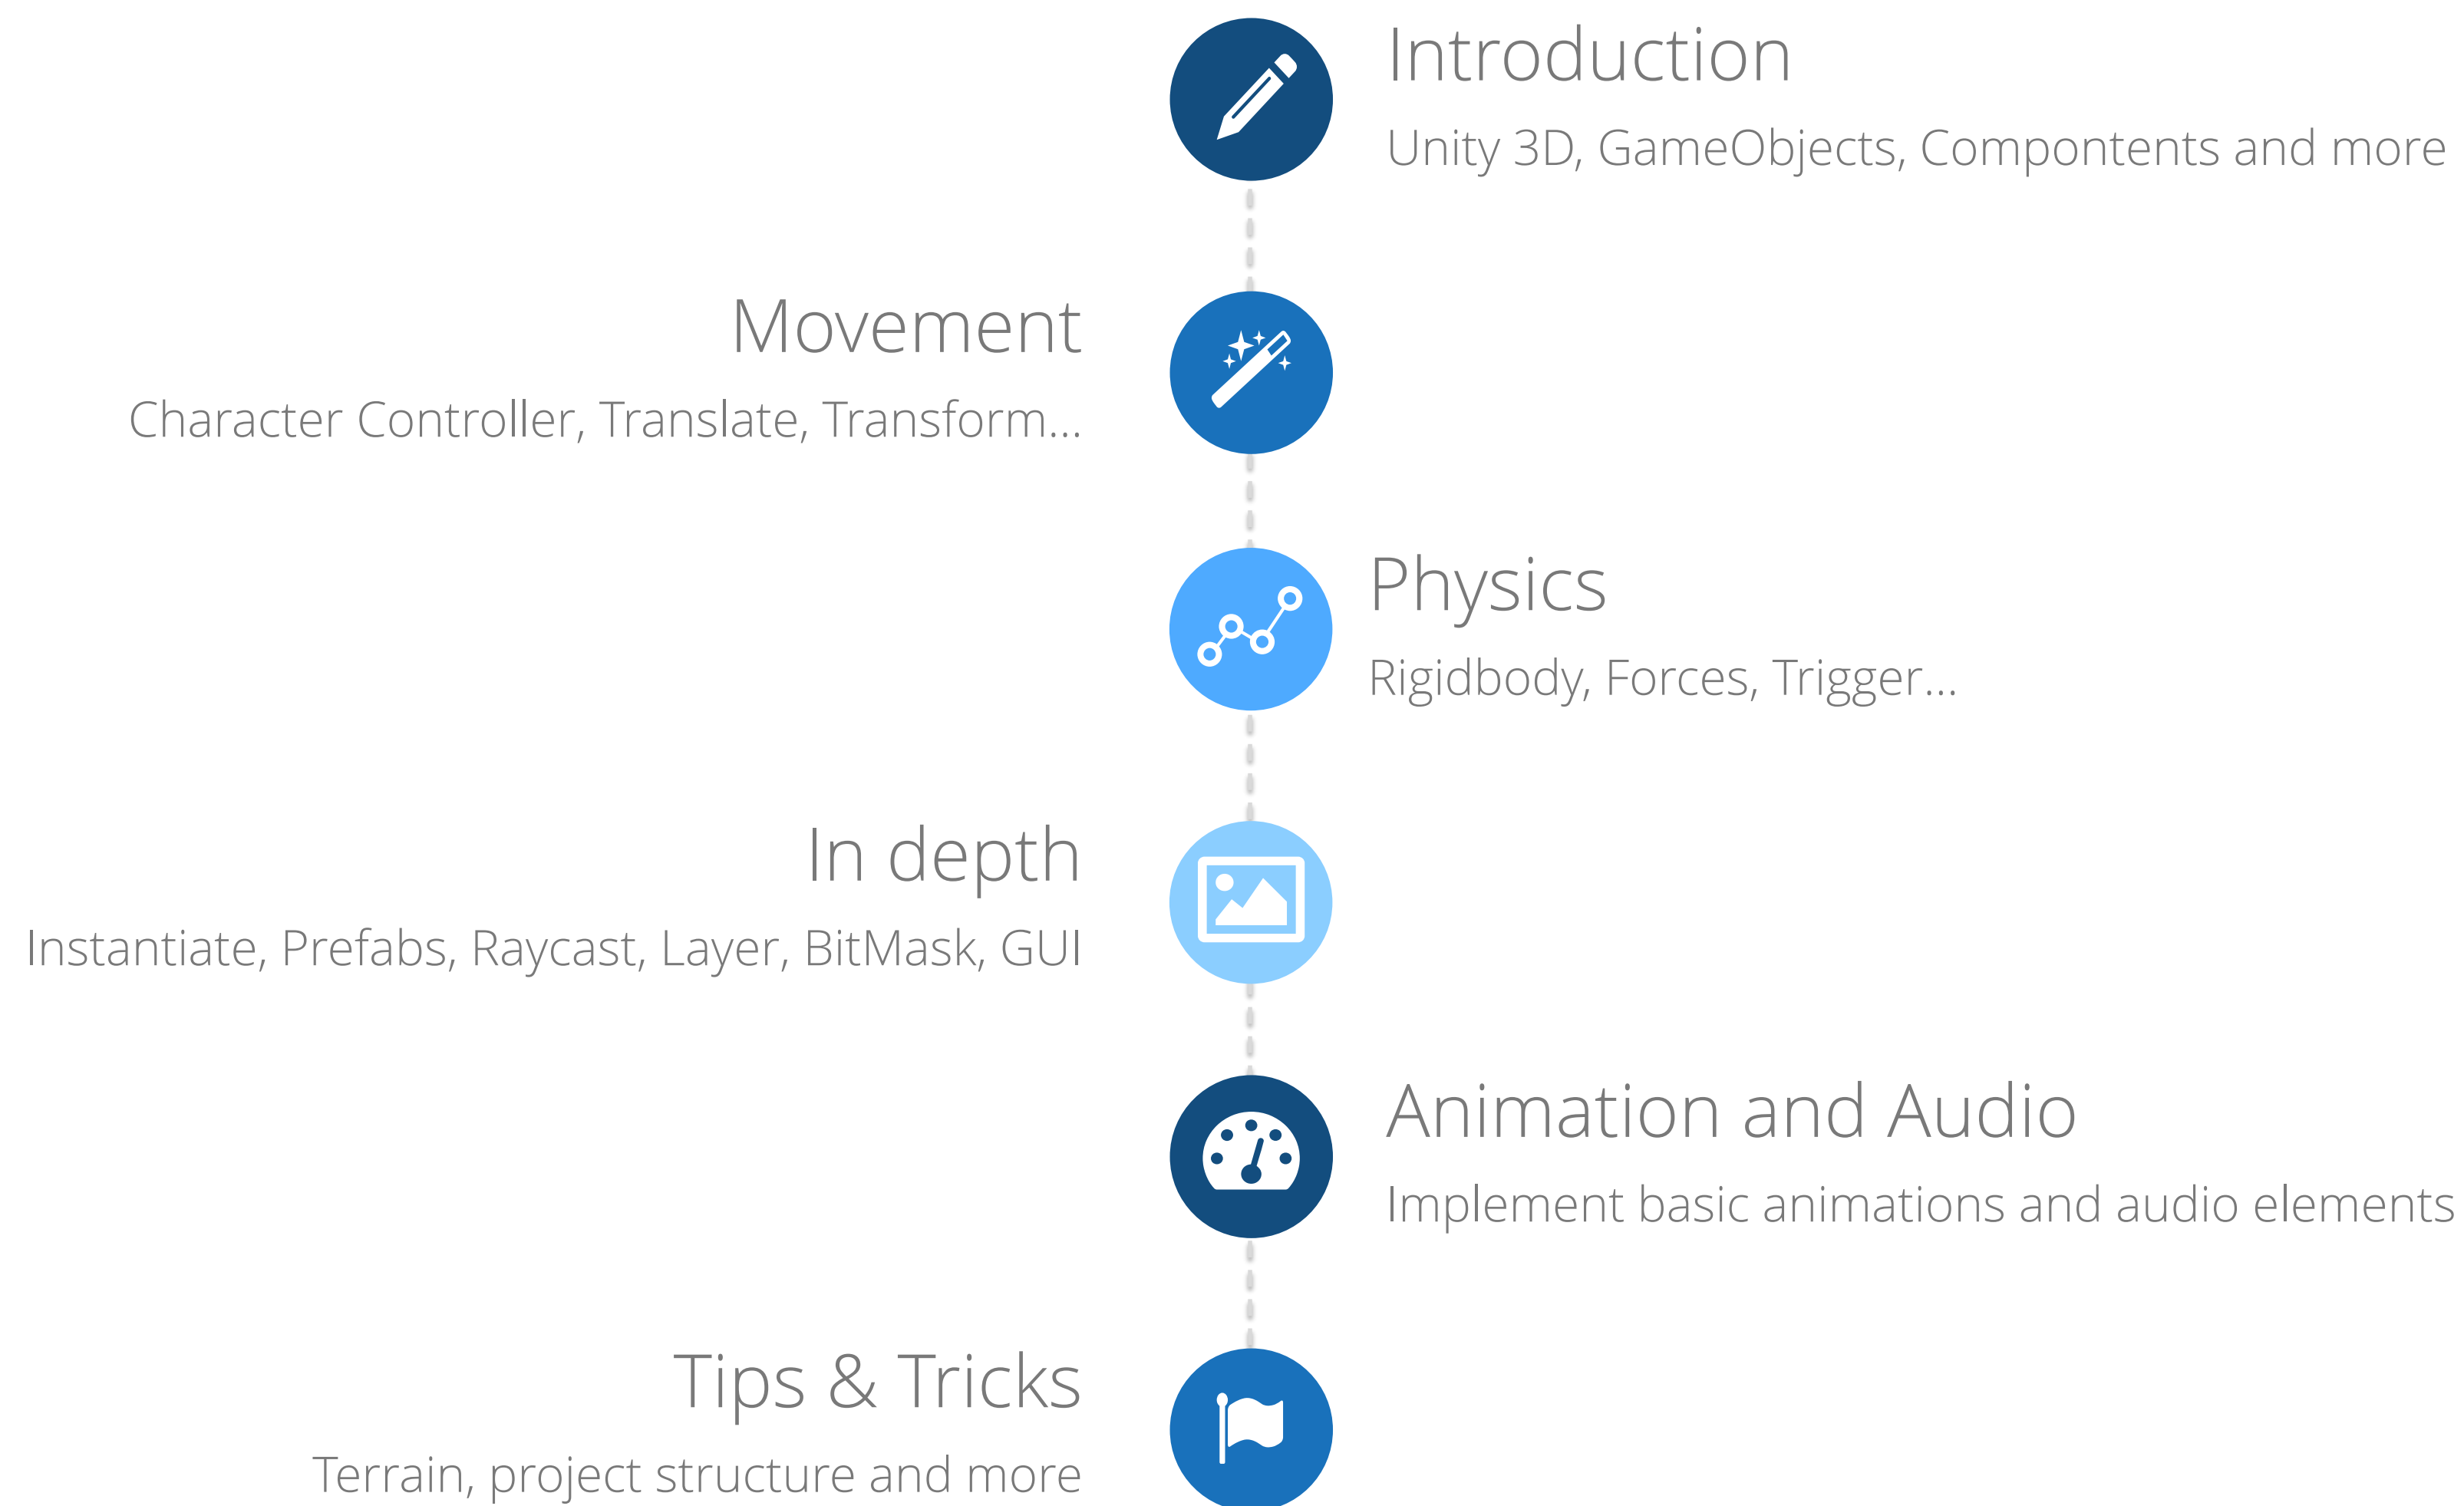 Introduction
Unity 3D, GameObjects, Compontents and more
Movement
Character Controller, Translate, Transform...
Physics
Rigidbody, Forces, Trigger...
In depth
Instantiate, Prefabs, Raycast, Layer, BitMask, GUI
Animation and Audio
Implement basic animations and audio elements
Tips & Tricks
Terrain, project structure and more